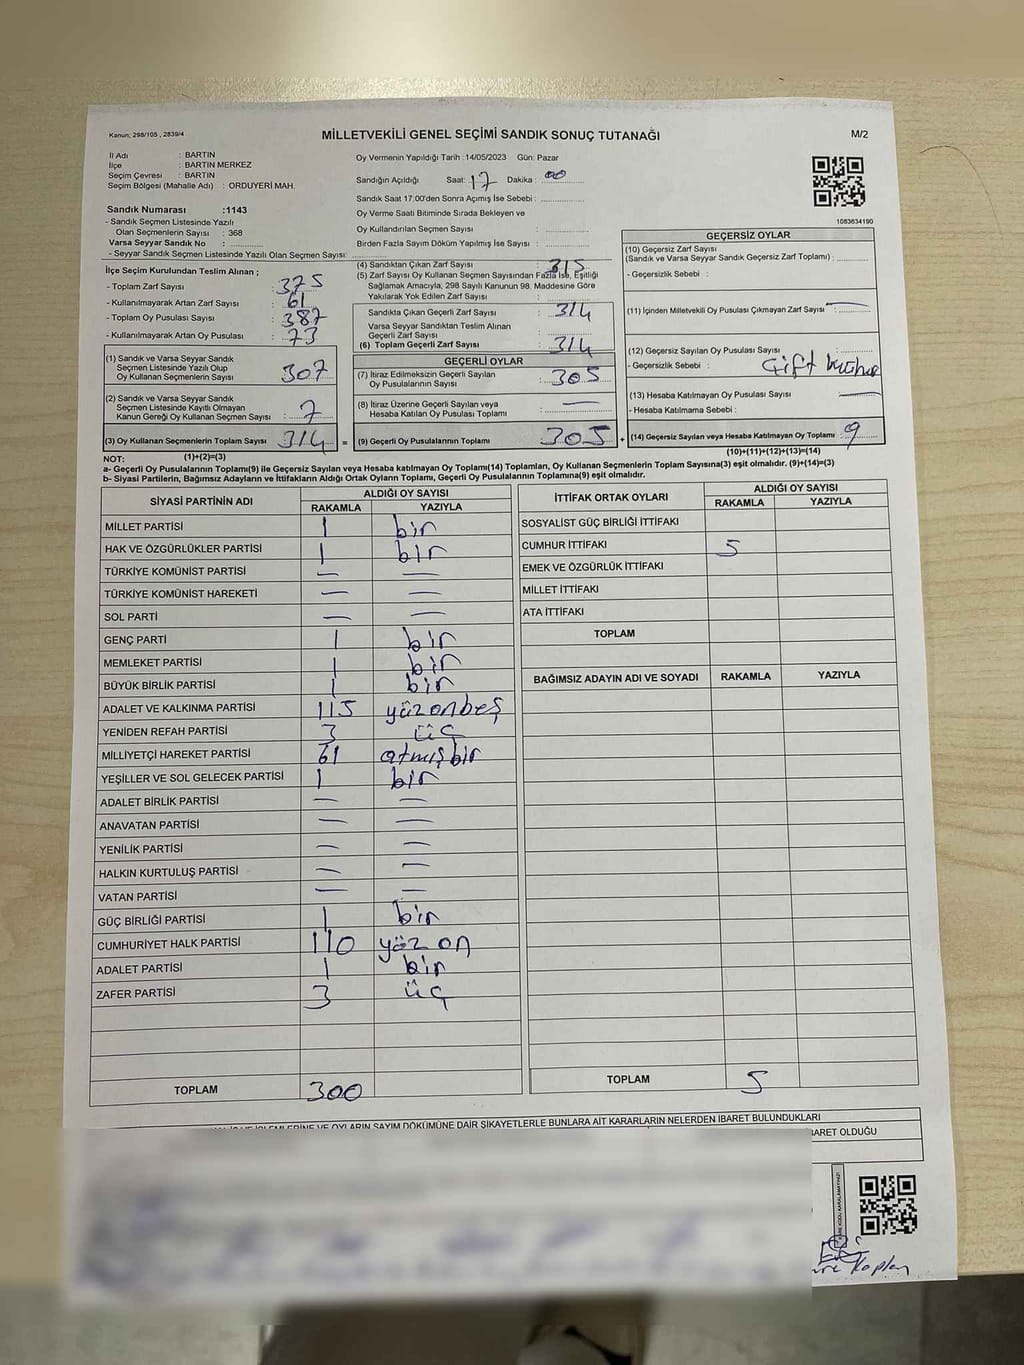 Kanun; 298/105 , 2839/4
MİLLETVEKİLİ GENEL SEÇİMİ SANDIK SONUÇ TUTANAĞI
M/2
İl Adı : BARTIN
İlçe : BARTIN MERKEZ
Seçim Çevresi : BARTIN
Seçim Bölgesi (Mahalle Adı) : ORDUYERİ MAH.
Sandık Numarası :1143
- Sandık Seçmen Listesinde Yazılı
Olan Seçmenlerin Sayısı : 368
Varsa Seyyar Sandık No :
- Seyyar Sandık Seçmen Listesinde Yazılı Olan Seçmen Sayısı:
İlçe Seçim Kurulundan Teslim Alınan ;
- Toplam Zarf Sayısı : 375
- Kullanılmayarak Artan Zarf Sayısı : 61
- Toplam Oy Pusulası Sayısı : 387
- Kullanılmayarak Artan Oy Pusulası : 73
(1) Sandık ve Varsa Seyyar Sandık
Seçmen Listesinde Yazılı Olup
Oy Kullanan Seçmenlerin Sayısı : 307
(2) Sandık ve Varsa Seyyar Sandık
Seçmen Listesinde Kayıtlı Olmayan
Kanun Gereği Oy Kullanan Seçmen Sayısı : 7
(3) Oy Kullanan Seçmenlerin Toplam Sayısı : 314 =
Oy Vermenin Yapıldığı Tarih :14/05/2023 Gün: Pazar
Sandığın Açıldığı Saat: 17 Dakika : 00
Sandık Saat 17:00'den Sonra Açımış İse Sebebi :
Oy Verme Saati Bitiminde Sırada Bekleyen ve
Oy Kullandırılan Seçmen Sayısı :
Birden Fazla Sayım Döküm Yapılmış İse Sayısı :
(4) Sandıktan Çıkan Zarf Sayısı : 315
(5) Zarf Sayısı Oy Kullanan Seçmen Sayısından Fazla İse, Eşitliği
Sağlamak Amacıyla, 298 Sayılı Kanunun 98. Maddesine Göre
Yakılarak Yok Edilen Zarf Sayısı :
Sandıkta Çıkan Geçerli Zarf Sayısı : 314
Varsa Seyyar Sandıktan Teslim Alınan
Geçerli Zarf Sayısı :
(6) Toplam Geçerli Zarf Sayısı : 314
GEÇERLİ OYLAR
(7) İtiraz Edilmeksizin Geçerli Sayılan
Oy Pusulalarının Sayısı : 305
(8) İtiraz Üzerine Geçerli Sayılan veya
Hesaba Katılan Oy Pusulası Toplamı : —
(9) Geçerli Oy Pusulalarının Toplamı 305 +
1083634190
GEÇERSİZ OYLAR
(10) Geçersiz Zarf Sayısı
(Sandık ve Varsa Seyyar Sandık Geçersiz Zarf Toplamı) :
- Geçersizlik Sebebi :
(11) İçinden Milletvekili Oy Pusulası Çıkmayan Zarf Sayısı : —
(12) Geçersiz Sayılan Oy Pusulası Sayısı :
- Geçersizlik Sebebi : Çift
(13) Hesaba Katılmayan Oy Pusulası Sayısı : —
- Hesaba Katılmama Sebebi :
(14) Geçersiz Sayılan veya Hesaba Katılmayan Oy Toplamı : 9
NOT: (1)+(2)=(3) (10)+(11)+(12)+(13)=(14)
a- Geçerli Oy Pusulalarının Toplamı(9) ile Geçersiz Sayılan veya Hesaba katılmayan Oy Toplamı(14) Toplamları, Oy Kullanan Seçmenlerin Toplam Sayısına(3) eşit olmalıdır. (9)+(14)=(3)
b- Siyasi Partilerin, Bağımsız Adayların ve İttifakların Aldığı Ortak Oyların Toplamı, Geçerli Oy Pusulalarının Toplamına(9) eşit olmalıdır.
SİYASİ PARTİNİN ADI ALDIĞI OY SAYISI
RAKAMLA YAZIYLA
MİLLET PARTİSİ 1 bir
HAK VE ÖZGÜRLÜKLER PARTİSİ 1 bir
TÜRKİYE KOMÜNİST PARTİSİ — —
TÜRKİYE KOMÜNİST HAREKETİ — —
SOL PARTİ — —
GENÇ PARTİ 1 bir
MEMLEKET PARTİSİ 1 bir
BÜYÜK BİRLİK PARTİSİ 1 bir
ADALET VE KALKINMA PARTİSİ 115 yüzonbeş
YENİDEN REFAH PARTİSİ 3 üç
MİLLİYETÇİ HAREKET PARTİSİ 61 atmışbir
YEŞİLLER VE SOL GELECEK PARTİSİ 1 bir
ADALET BİRLİK PARTİSİ — —
ANAVATAN PARTİSİ — —
YENİLİK PARTİSİ — —
HALKIN KURTULUŞ PARTİSİ — —
VATAN PARTİSİ — —
GÜÇ BİRLİĞİ PARTİSİ 1 bir
CUMHURİYET HALK PARTİSİ 110 yüz on
ADALET PARTİSİ 1 bir
ZAFER PARTİSİ 3 üç
TOPLAM 300
İTTİFAK ORTAK OYLARI ALDIĞI OY SAYISI
RAKAMLA YAZIYLA
SOSYALİST GÜÇ BİRLİĞİ İTTİFAKI
CUMHUR İTTİFAKI 5
EMEK VE ÖZGÜRLÜK İTTİFAKI
MİLLET İTTİFAKI
ATA İTTİFAKI
TOPLAM
BAĞIMSIZ ADAYIN ADI VE SOYADI RAKAMLA YAZIYLA
TOPLAM 5
OYLARIN SAYIM DÖKÜMÜNE DAİR ŞİKAYETLERLE BUNLARA AİT KARARLARIN NELERDEN İBARET BULUNDUKLARI
OLDUĞU
Kaplan